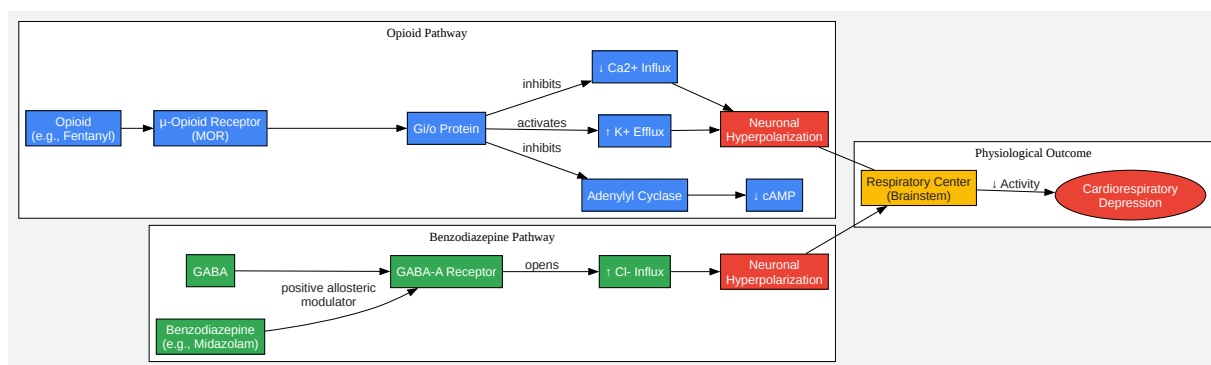 Opioid Pathway
Opioid
(e.g., Fentanyl)
μ-Opioid Receptor
(MOR)
Gi/o Protein
inhibits
activates
inhibits
↓ Ca2+ Influx
↑ K+ Efflux
Adenylyl Cyclase
↓ cAMP
Neuronal
Hyperpolarization
Benzodiazepine Pathway
GABA
Benzodiazepine
(e.g., Midazolam)
positive allosteric
modulator
GABA-A Receptor
opens
↑ Cl- Influx
Neuronal
Hyperpolarization
Physiological Outcome
Respiratory Center
(Brainstem)
↓ Activity
Cardiorespiratory
Depression